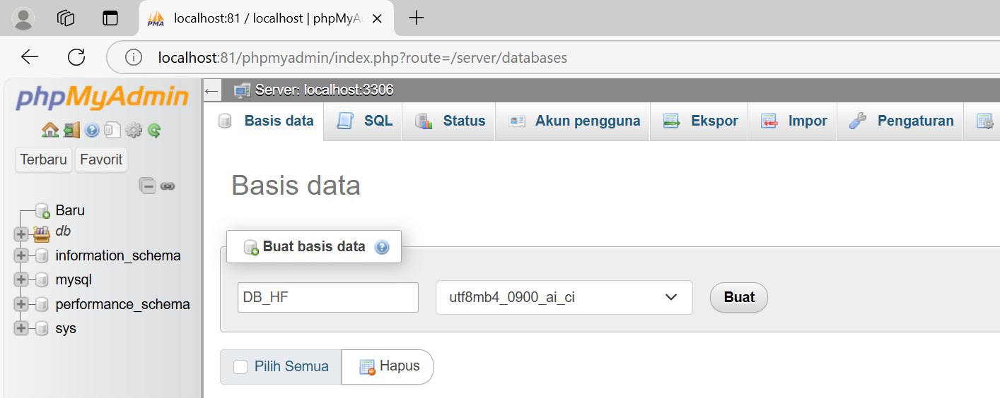 PMA localhost:81 / localhost | phpMyA
localhost:81/phpmyadmin/index.php?route=/server/databases
phpMyAdmin
Terbaru Favorit
Baru
db
information_schema
mysql
performance_schema
sys
Server: localhost:3306
Basis data SQL Status Akun pengguna Ekspor Impor Pengaturan
Basis data
Buat basis data
DB_HF utf8mb4_0900_ai_ci Buat
Pilih Semua Hapus